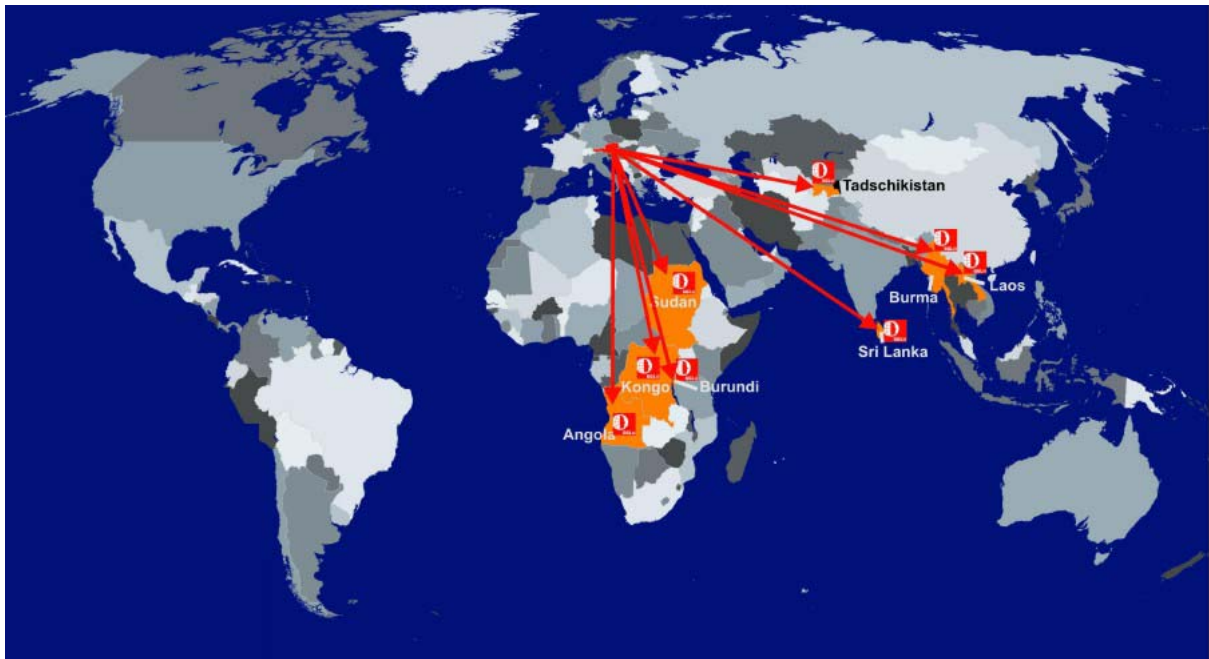 Tadschikistan
Laos
Burma
Sudan
Sri Lanka
Kongo
Burundi
Angola